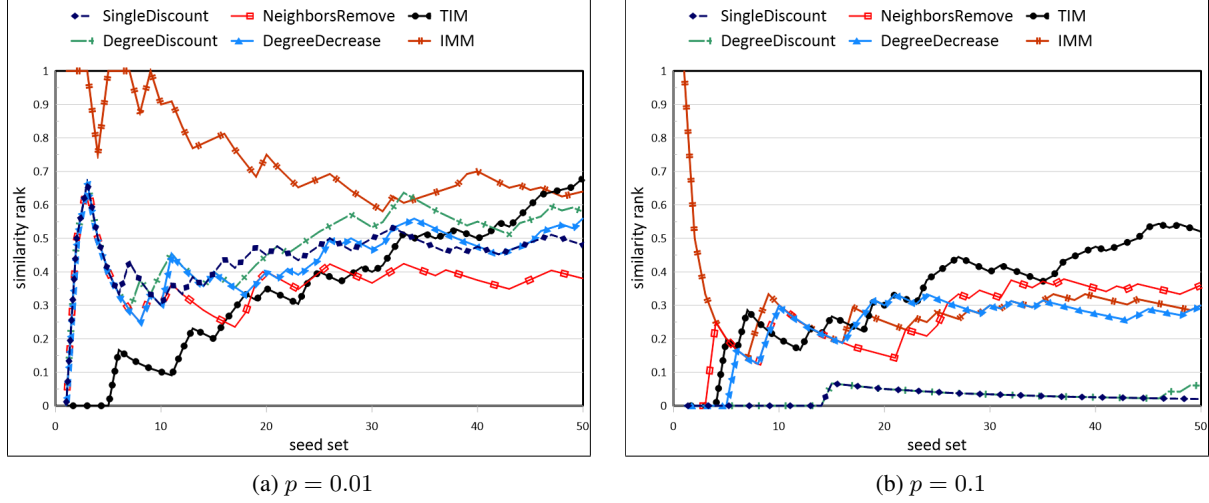 SingleDiscount NeighborsRemove TIM
DegreeDiscount DegreeDecrease IMM
1
0.9
0.8
0.7
0.6
0.5
0.4
0.3
0.2
0.1
0
similarity rank
0 10 20 30 40 50
seed set
(a) p = 0.01
SingleDiscount NeighborsRemove TIM
DegreeDiscount DegreeDecrease IMM
1
0.9
0.8
0.7
0.6
0.5
0.4
0.3
0.2
0.1
0
similarity rank
0 10 20 30 40 50
seed set
(b) p = 0.1